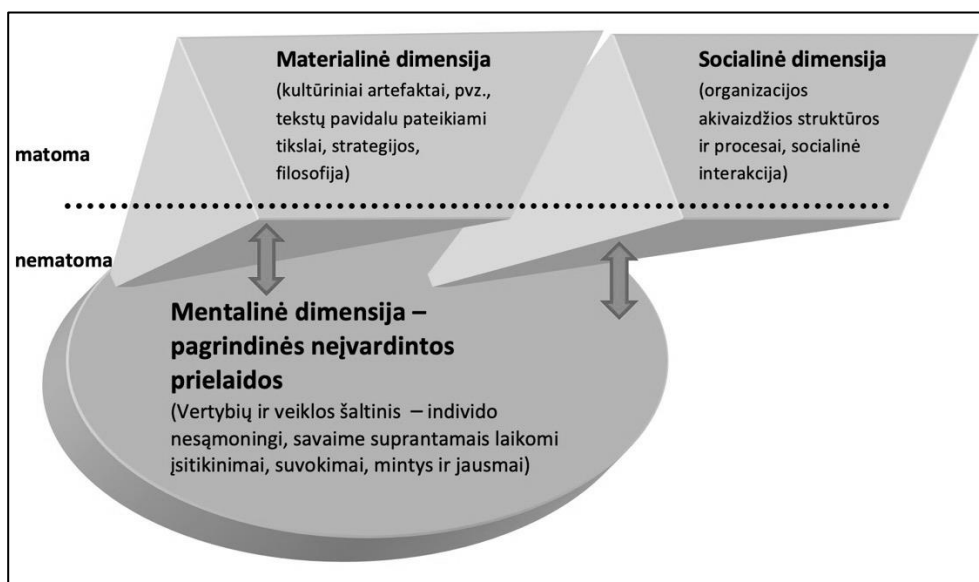 Materialinė dimensija
(kultūriniai artefaktai, pvz.,
tekstų pavidalu pateikiami
tikslai, strategijos,
filosofija)
Socialinė dimensija
(organizacijos
akivaizdžios struktūros
ir procesai, socialinė
interakcija)
matoma
nematoma
Mentalinė dimensija –
pagrindinės neįvardintos
prielaidos
(Vertybių ir veiklos šaltinis – individo
nesąmoningi, savaime suprantamais laikomi
įsitikinimai, suvokimai, mintys ir jausmai)